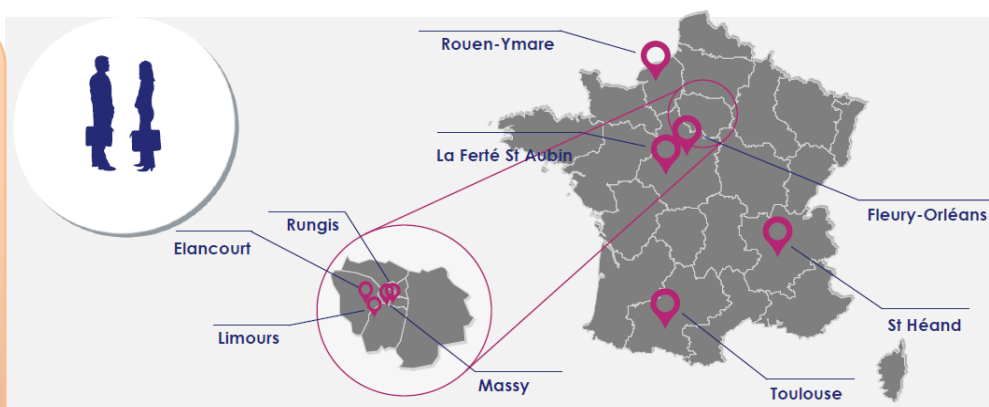 Rouen-Ymare
La Ferté St Aubin
Fleury-Orléans
Rungis
Elancourt
Limours
St Héand
Massy
Toulouse